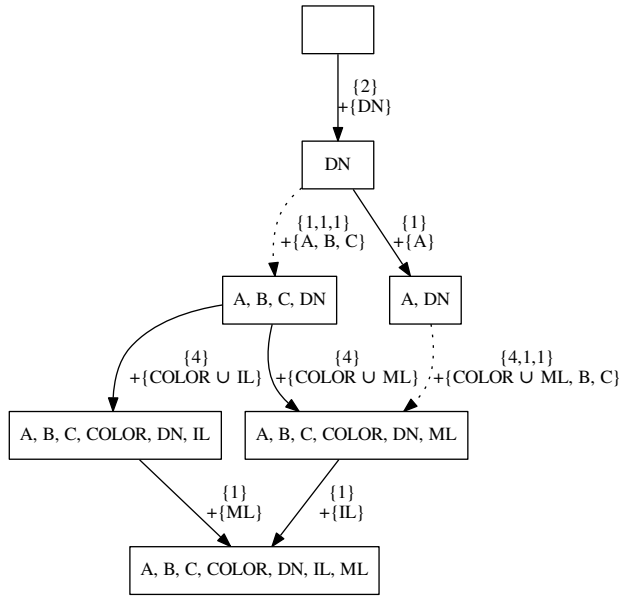 {2}
+{DN}
DN
{1,1,1}
+{A, B, C}
{1}
+{A}
A, B, C, DN
A, DN
{4}
+{COLOR ∪ IL}
{4}
+{COLOR ∪ ML}
{4,1,1}
+{COLOR ∪ ML, B, C}
A, B, C, COLOR, DN, IL
A, B, C, COLOR, DN, ML
{1}
+{ML}
{1}
+{IL}
A, B, C, COLOR, DN, IL, ML